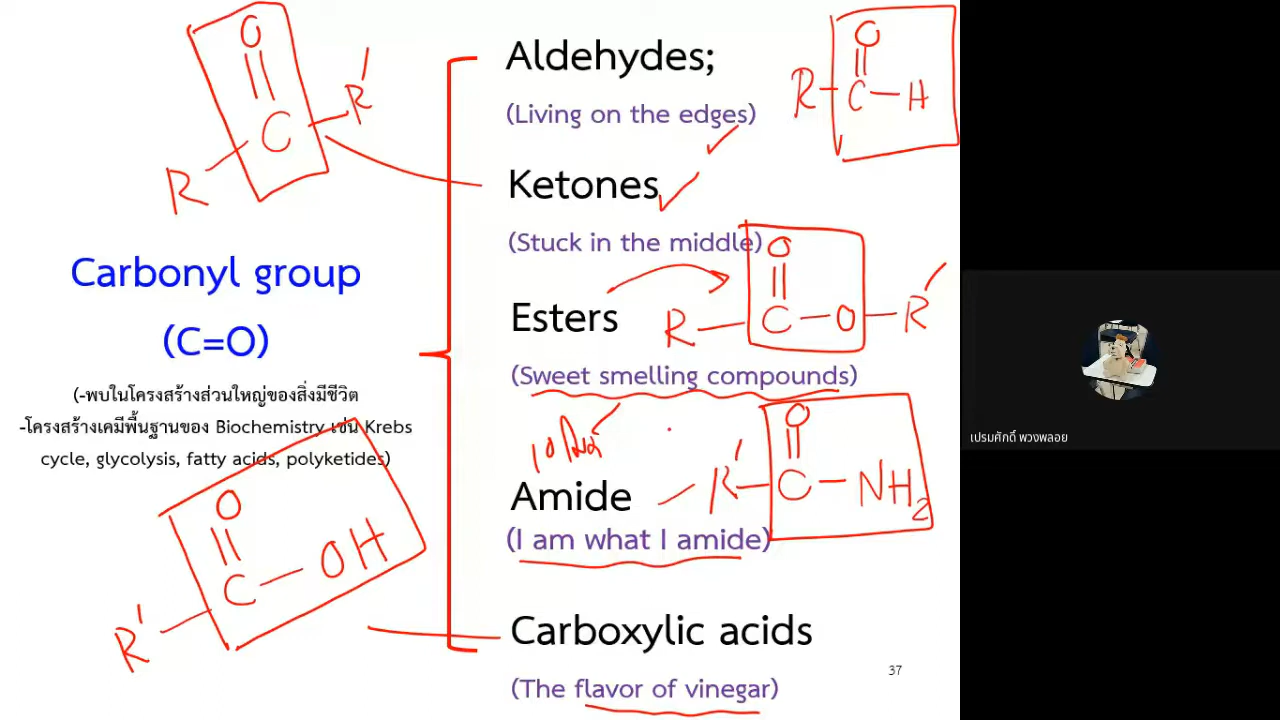 Aldehydes;
(Living on the edges)
Ketones
(Stuck in the middle)
Esters
(Sweet smelling compounds)
Amide
(I am what I amide)
Carboxylic acids
(The flavor of vinegar)
37
Carbonyl group
(C=O)
(-พบในโครงสร้างส่วนใหญ่ของสิ่งมีชีวิต
-โครงสร้างเคมีพื้นฐานของ Biochemistry เช่น Krebs
cycle, glycolysis, fatty acids, polyketides)
O
C
R
R'
O
R C H
O
R C O R'
O
R' C NH2
O
C OH
R'
เปรมศักดิ์ พวงพลอย